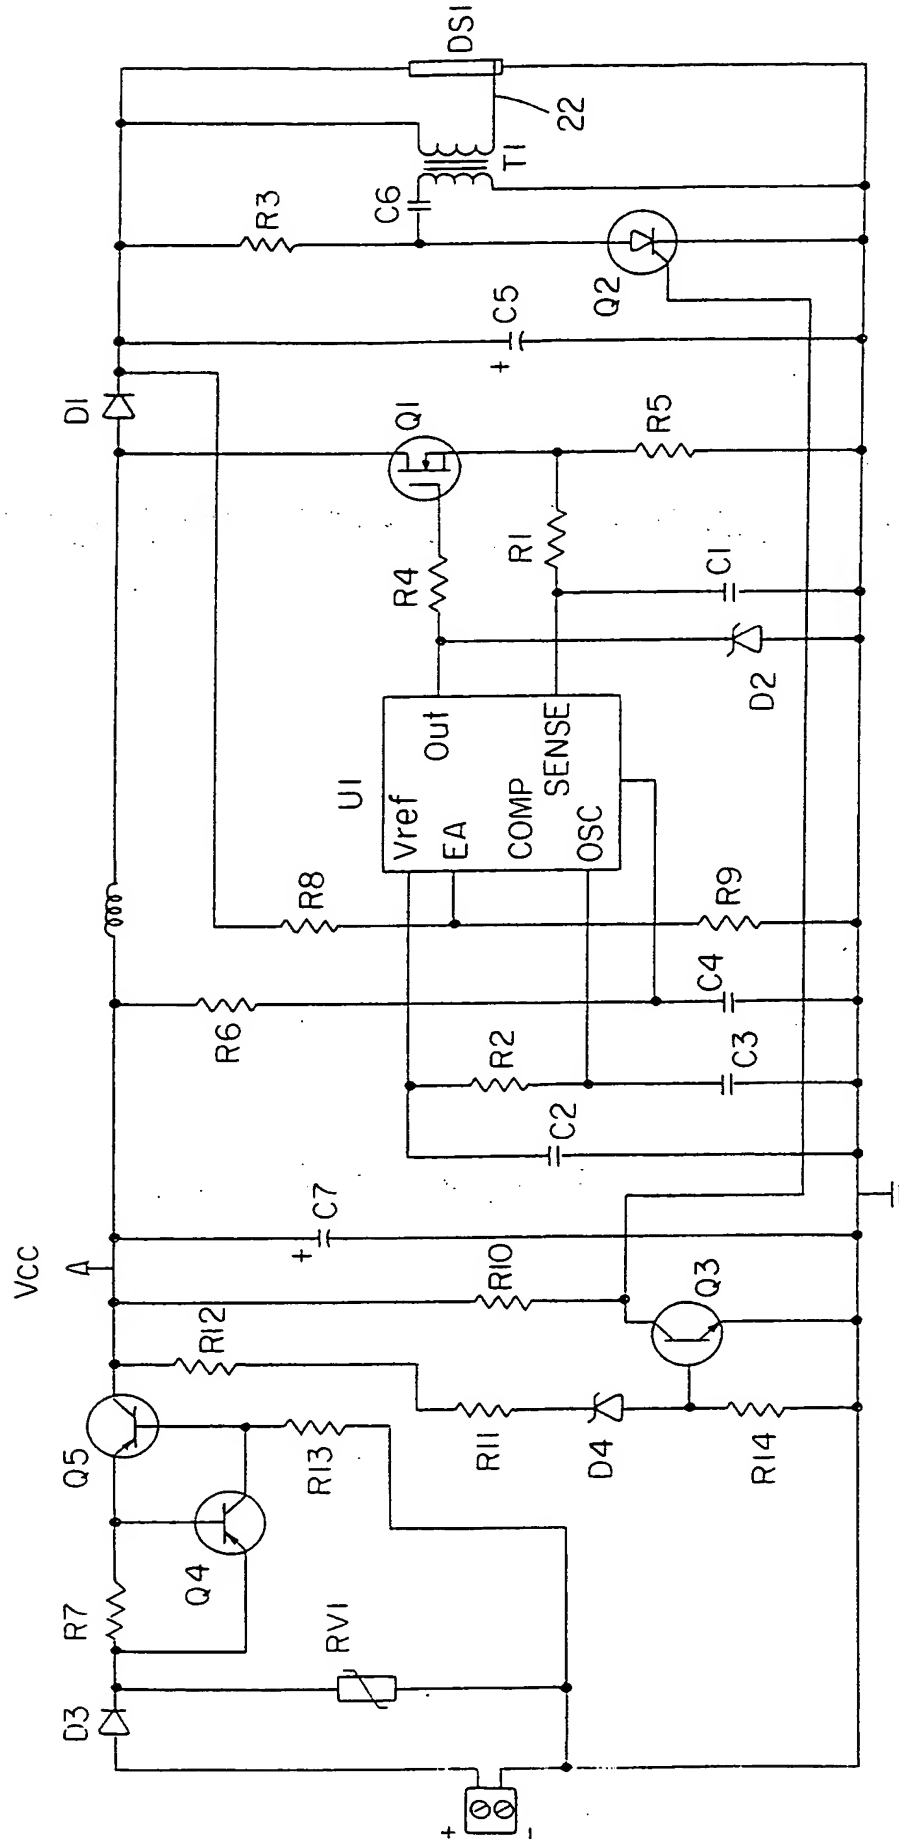 D3
R7
Q5
VCC
D1
DS1
Q4
RV1
R13
R12
C7
+
R6
R8
U1
Vref
EA
COMP
OSC
Out
SENSE
R4
Q1
R3
C6
T1
22
C5
+
Q2
R1
R5
C1
D2
R9
C4
R2
C3
C2
R10
Q3
R11
D4
R14
+
-